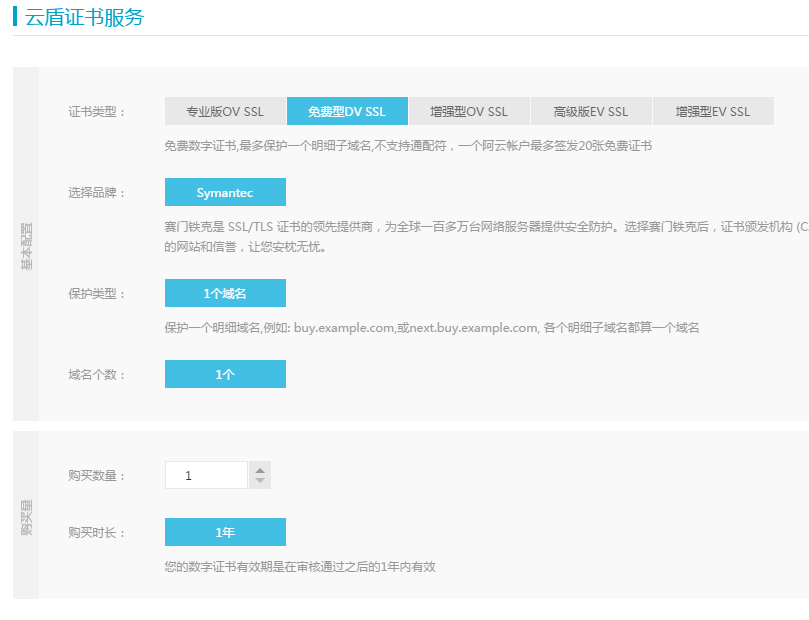 云盾证书服务
基本配置
证书类型：
专业版OV SSL 免费型DV SSL 增强型OV SSL 高级版EV SSL 增强型EV SSL
免费数字证书,最多保护一个明细子域名,不支持通配符，一个阿云帐户最多签发20张免费证书
选择品牌：
Symantec
赛门铁克是 SSL/TLS 证书的领先提供商，为全球一百多万台网络服务器提供安全防护。选择赛门铁克后，证书颁发机构 (C
的网站和信誉，让您安枕无忧。
保护类型：
1个域名
保护一个明细域名,例如: buy.example.com,或next.buy.example.com, 各个明细子域名都算一个域名
域名个数：
1个
购买量
购买数量：
1
购买时长：
1年
您的数字证书有效期是在审核通过之后的1年内有效